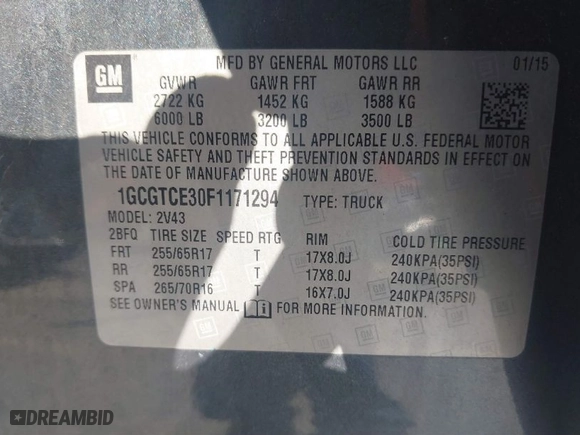 GM
MFD BY GENERAL MOTORS LLC 01/15
GVWR GAWR FRT GAWR RR
2722 KG 1452 KG 1588 KG
6000 LB 3200 LB 3500 LB
THIS VEHICLE CONFORMS TO ALL APPLICABLE U.S. FEDERAL MOTOR
VEHICLE SAFETY AND THEFT PREVENTION STANDARDS IN EFFECT ON
THE DATE OF MANUFACTURE SHOWN ABOVE.
1GCGTCE30F1171294 TYPE: TRUCK
MODEL: 2V43
2BFQ TIRE SIZE SPEED RTG RIM COLD TIRE PRESSURE
FRT 255/65R17 T 17X8.0J 240KPA(35PSI)
RR 255/65R17 T 17X8.0J 240KPA(35PSI)
SPA 265/70R16 T 16X7.0J 240KPA(35PSI)
SEE OWNER'S MANUAL FOR MORE INFORMATION.
DREAMBID